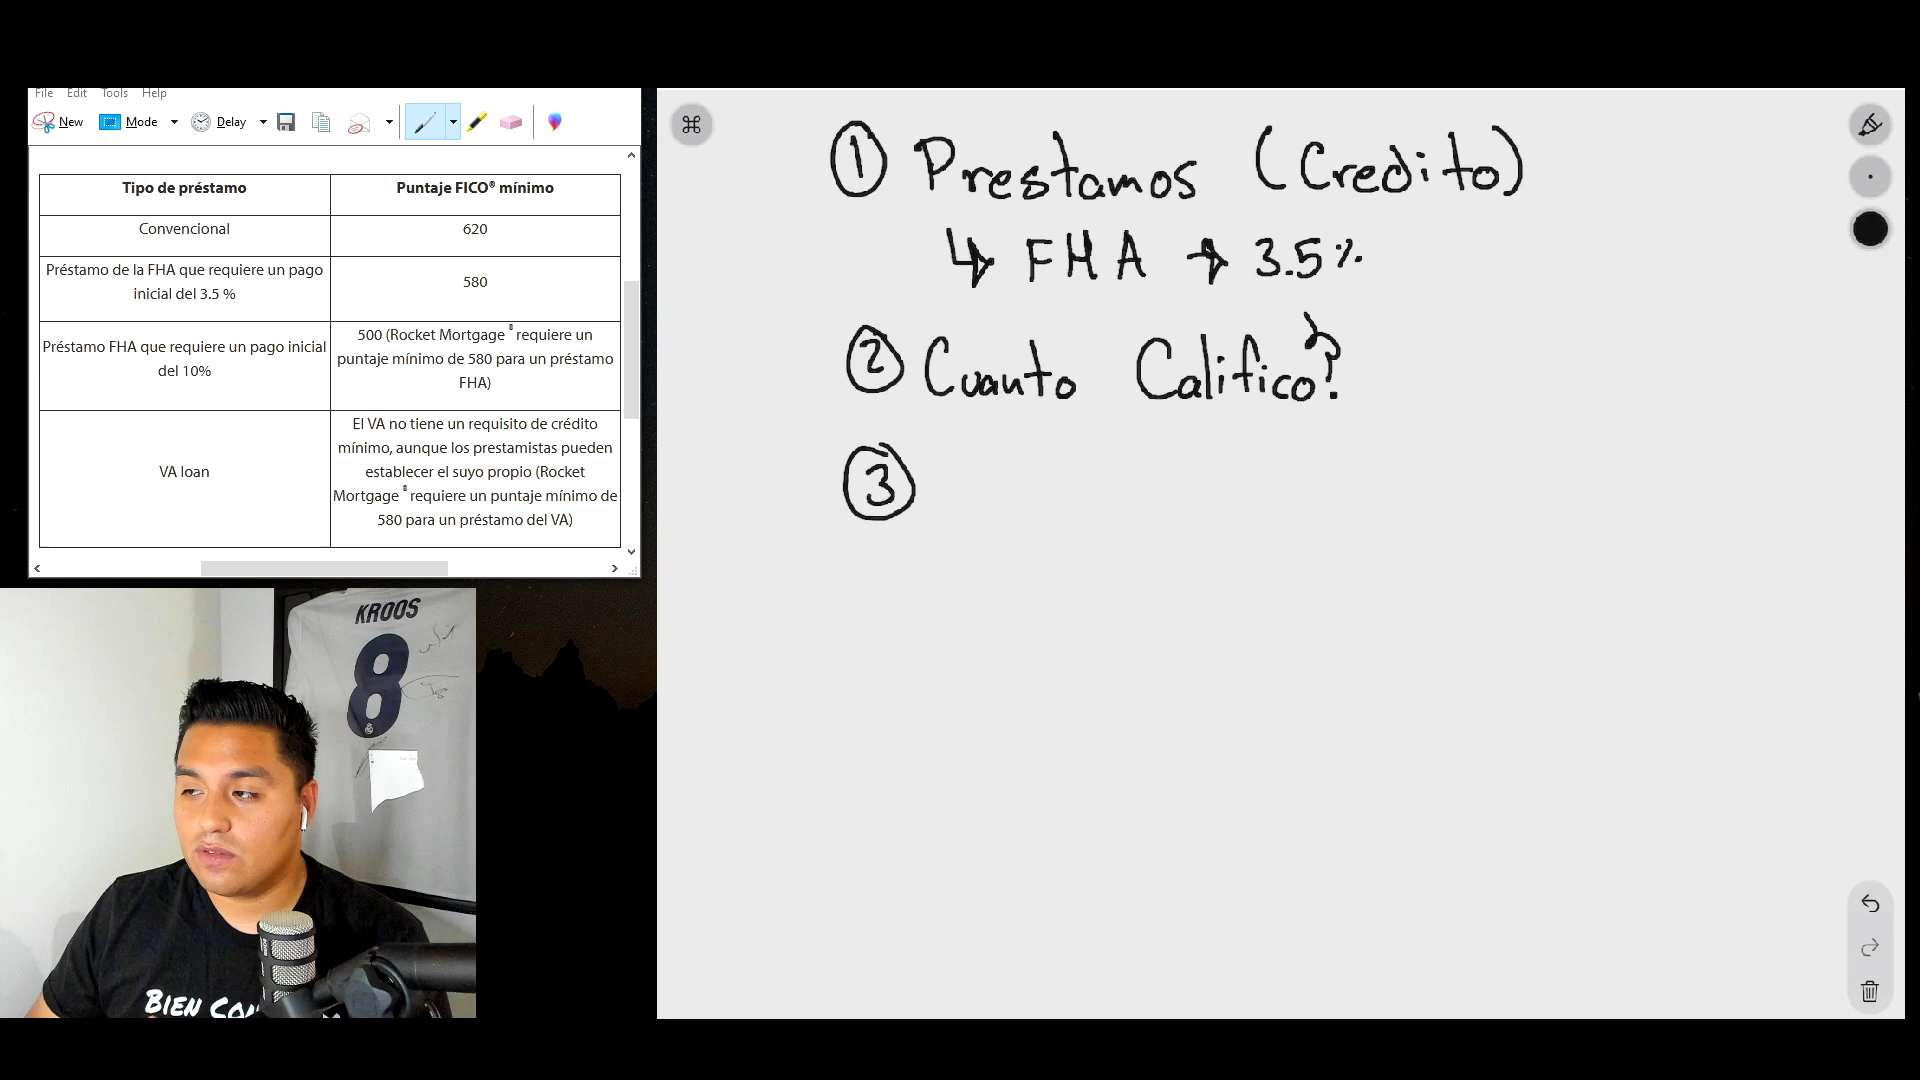 File Edit Tools Help
New Mode Delay
Tipo de préstamo Puntaje FICO® mínimo
Convencional 620
Préstamo de la FHA que requiere un pago
inicial del 3.5 %
580
Préstamo FHA que requiere un pago inicial
del 10%
500 (Rocket Mortgage® requiere un
puntaje mínimo de 580 para un préstamo
FHA)
VA loan
El VA no tiene un requisito de crédito
mínimo, aunque los prestamistas pueden
establecer el suyo propio (Rocket
Mortgage® requiere un puntaje mínimo de
580 para un préstamo del VA)
① Prestamos (Credito)
↳ FHA → 3.5%
② Cuanto Califico?
③
KROOS
8
BIEN